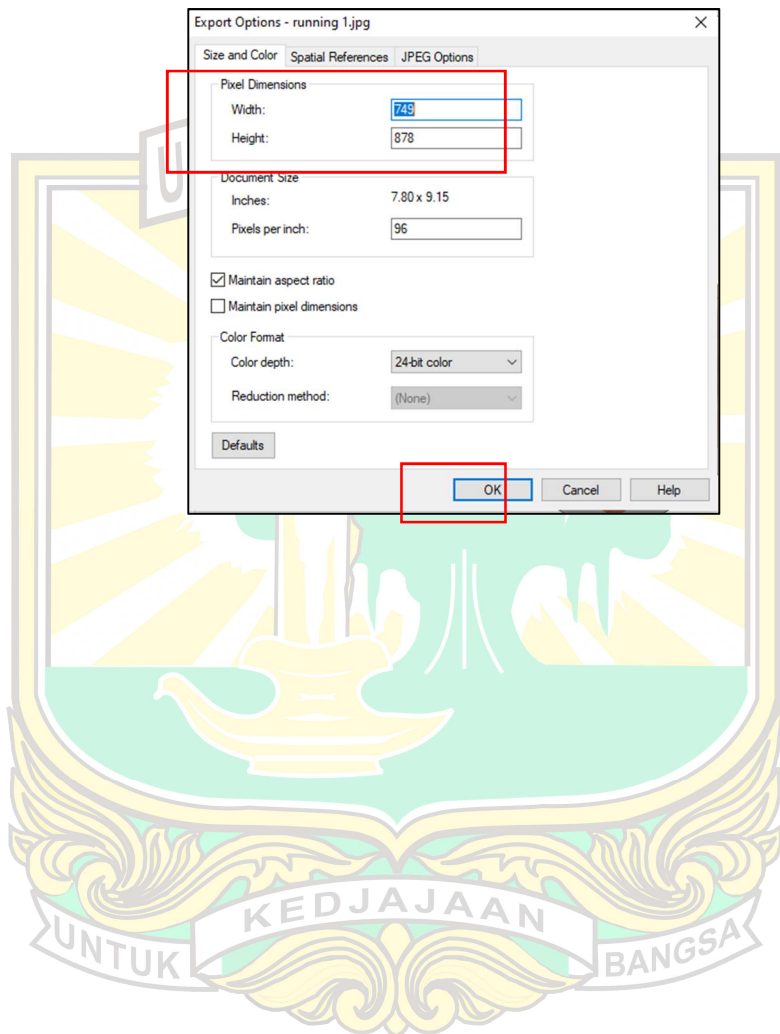 Export Options - running 1.jpg
Size and Color Spatial References JPEG Options
Pixel Dimensions
Width: 749
Height: 878
Document Size
Inches: 7.80 x 9.15
Pixels per inch: 96
Maintain aspect ratio
Maintain pixel dimensions
Color Format
Color depth: 24-bit color
Reduction method: (None)
Defaults
OK Cancel Help
UNTUK KEDJAJAAN BANGSA